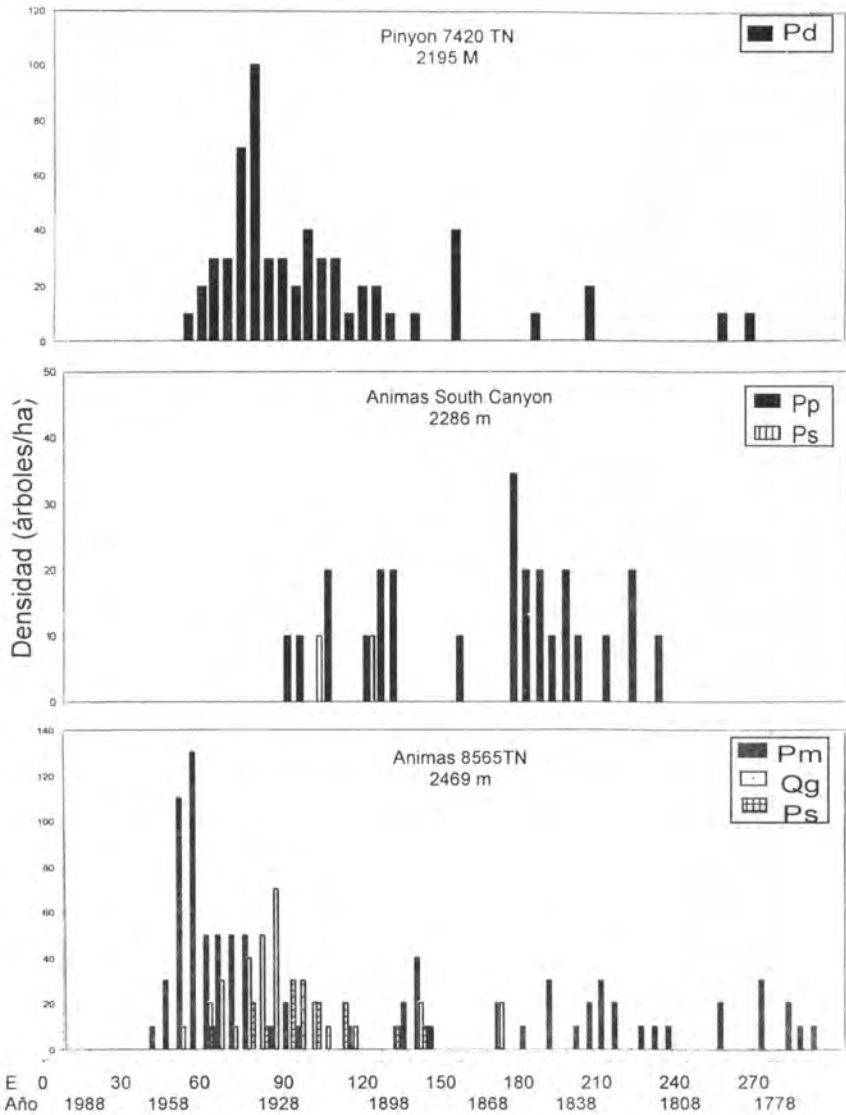 Densidad (árboles/ha)
Pinyon 7420 TN
2195 M
Pd
120
100
80
60
40
20
0
Animas South Canyon
2286 m
Pp
Ps
50
40
30
20
10
0
Animas 8565TN
2469 m
Pm
Qg
Ps
140
120
100
80
60
40
20
0
E 0 30 60 90 120 150 180 210 240 270
Año 1988 1958 1928 1898 1868 1838 1808 1778